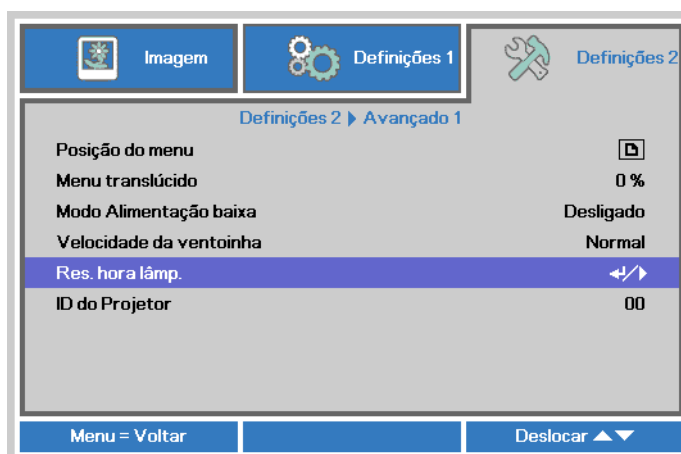 Imagem
Definições 1
Definições 2
Definições 2 Avançado 1
Posição do menu
Menu translúcido 0 %
Modo Alimentação baixa Desligado
Velocidade da ventoinha Normal
Res. hora lâmp.
ID do Projetor 00
Menu = Voltar
Deslocar